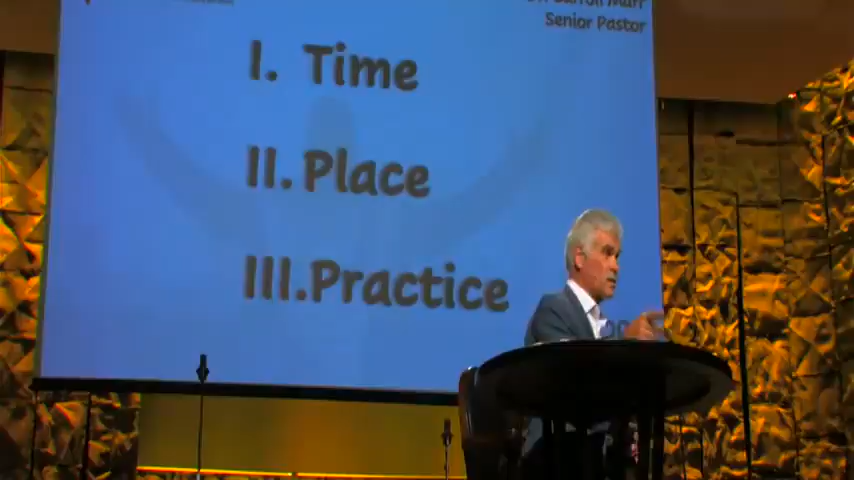 Senior Pastor
I. Time
II. Place
III. Practice